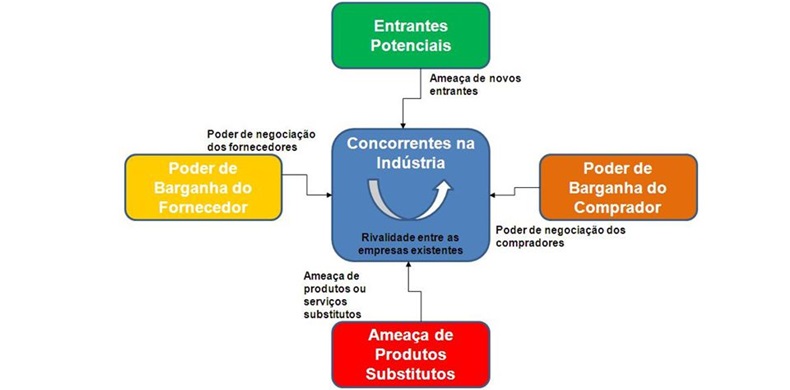 Entrantes
Potenciais
Ameaça de novos
entrantes
Poder de negociação
dos fornecedores
Poder de
Barganha do
Fornecedor
Concorrentes na
Indústria
Rivalidade entre as
empresas existentes
Poder de
Barganha do
Comprador
Poder de negociação dos
compradores
Ameaça de
produtos ou
serviços
substitutos
Ameaça de
Produtos
Substitutos